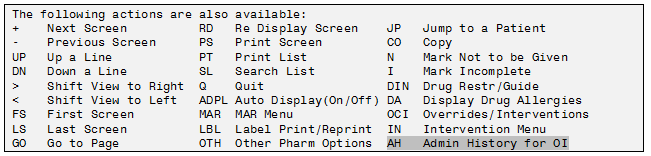 The following actions are also available:
+    Next Screen          RD   Re Display Screen      JP   Jump to a Patient
-    Previous Screen      PS   Print Screen           CO   Copy
UP   Up a Line            PT   Print List             N    Mark Not to be Given
DN   Down a Line          SL   Search List            I    Mark Incomplete
>    Shift View to Right  Q    Quit                   DIN  Drug Restr/Guide
<    Shift View to Left   ADPL Auto Display(On/Off)   DA   Display Drug Allergies
FS   First Screen         MAR  MAR Menu               OCI  Overrides/Interventions
LS   Last Screen          LBL  Label Print/Reprint    IN   Intervention Menu
GO   Go to Page           OTH  Other Pharm Options    AH   Admin History for OI